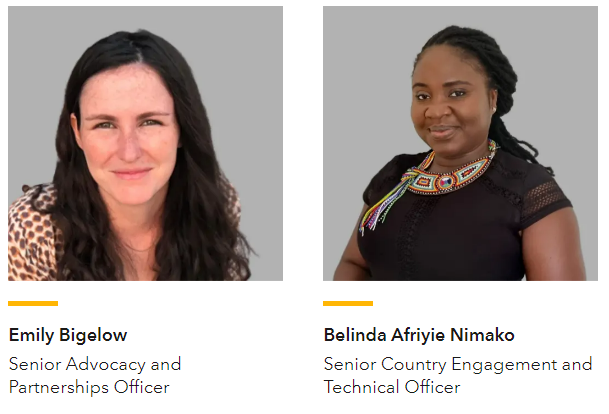 Emily Bigelow
Senior Advocacy and
Partnerships Officer
Belinda Afriyie Nimako
Senior Country Engagement and
Technical Officer